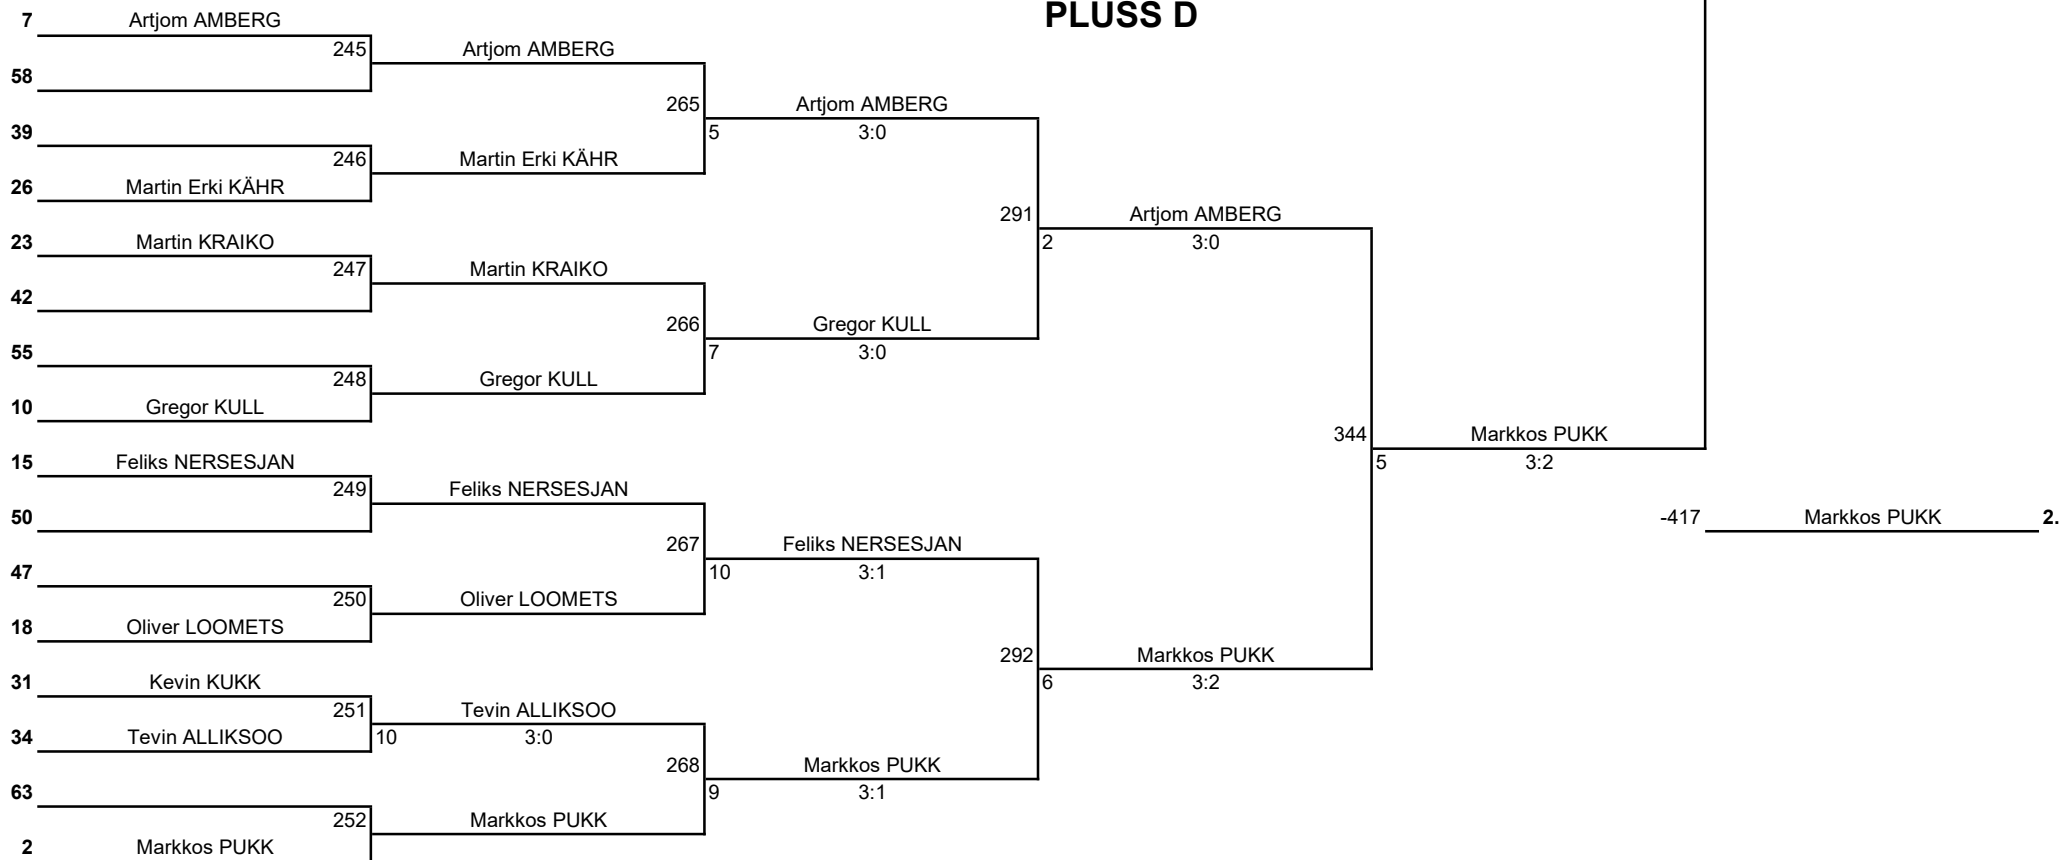 PLUSS D
7 Artjom AMBERG
245 Artjom AMBERG
58
265 Artjom AMBERG
39
5 3:0
246 Martin Erki KÄHR
26 Martin Erki KÄHR
291 Artjom AMBERG
23 Martin KRAIKO
2 3:0
247 Martin KRAIKO
42
266 Gregor KULL
55
7 3:0
248 Gregor KULL
10 Gregor KULL
344 Markkos PUKK
15 Feliks NERSESJAN
5 3:2
249 Feliks NERSESJAN
50
-417 Markkos PUKK 2.
267 Feliks NERSESJAN
47
10 3:1
250 Oliver LOOMETS
18 Oliver LOOMETS
292 Markkos PUKK
31 Kevin KUKK
6 3:2
251 Tevin ALLIKSOO
34 Tevin ALLIKSOO
10 3:0
268 Markkos PUKK
63
9 3:1
252 Markkos PUKK
2 Markkos PUKK